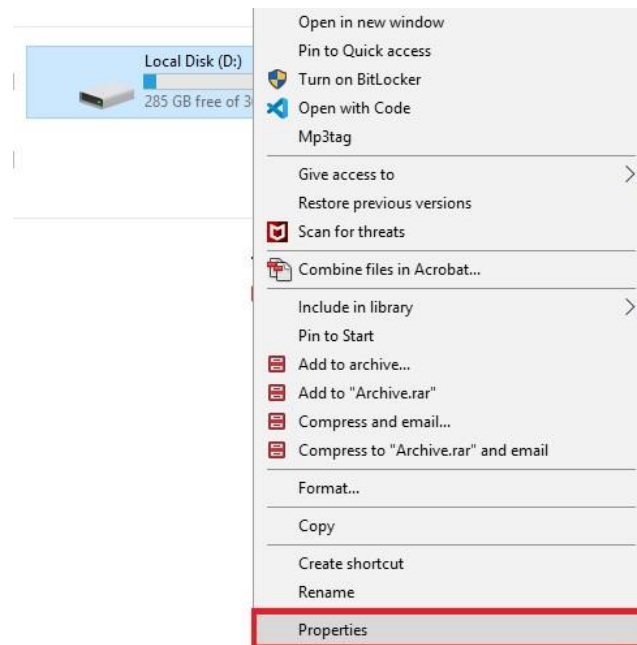 Local Disk (D:)
285 GB free of
Open in new window
Pin to Quick access
Turn on BitLocker
Open with Code
Mp3tag
Give access to
Restore previous versions
Scan for threats
Combine files in Acrobat...
Include in library
Pin to Start
Add to archive...
Add to "Archive.rar"
Compress and email...
Compress to "Archive.rar" and email
Format...
Copy
Create shortcut
Rename
Properties